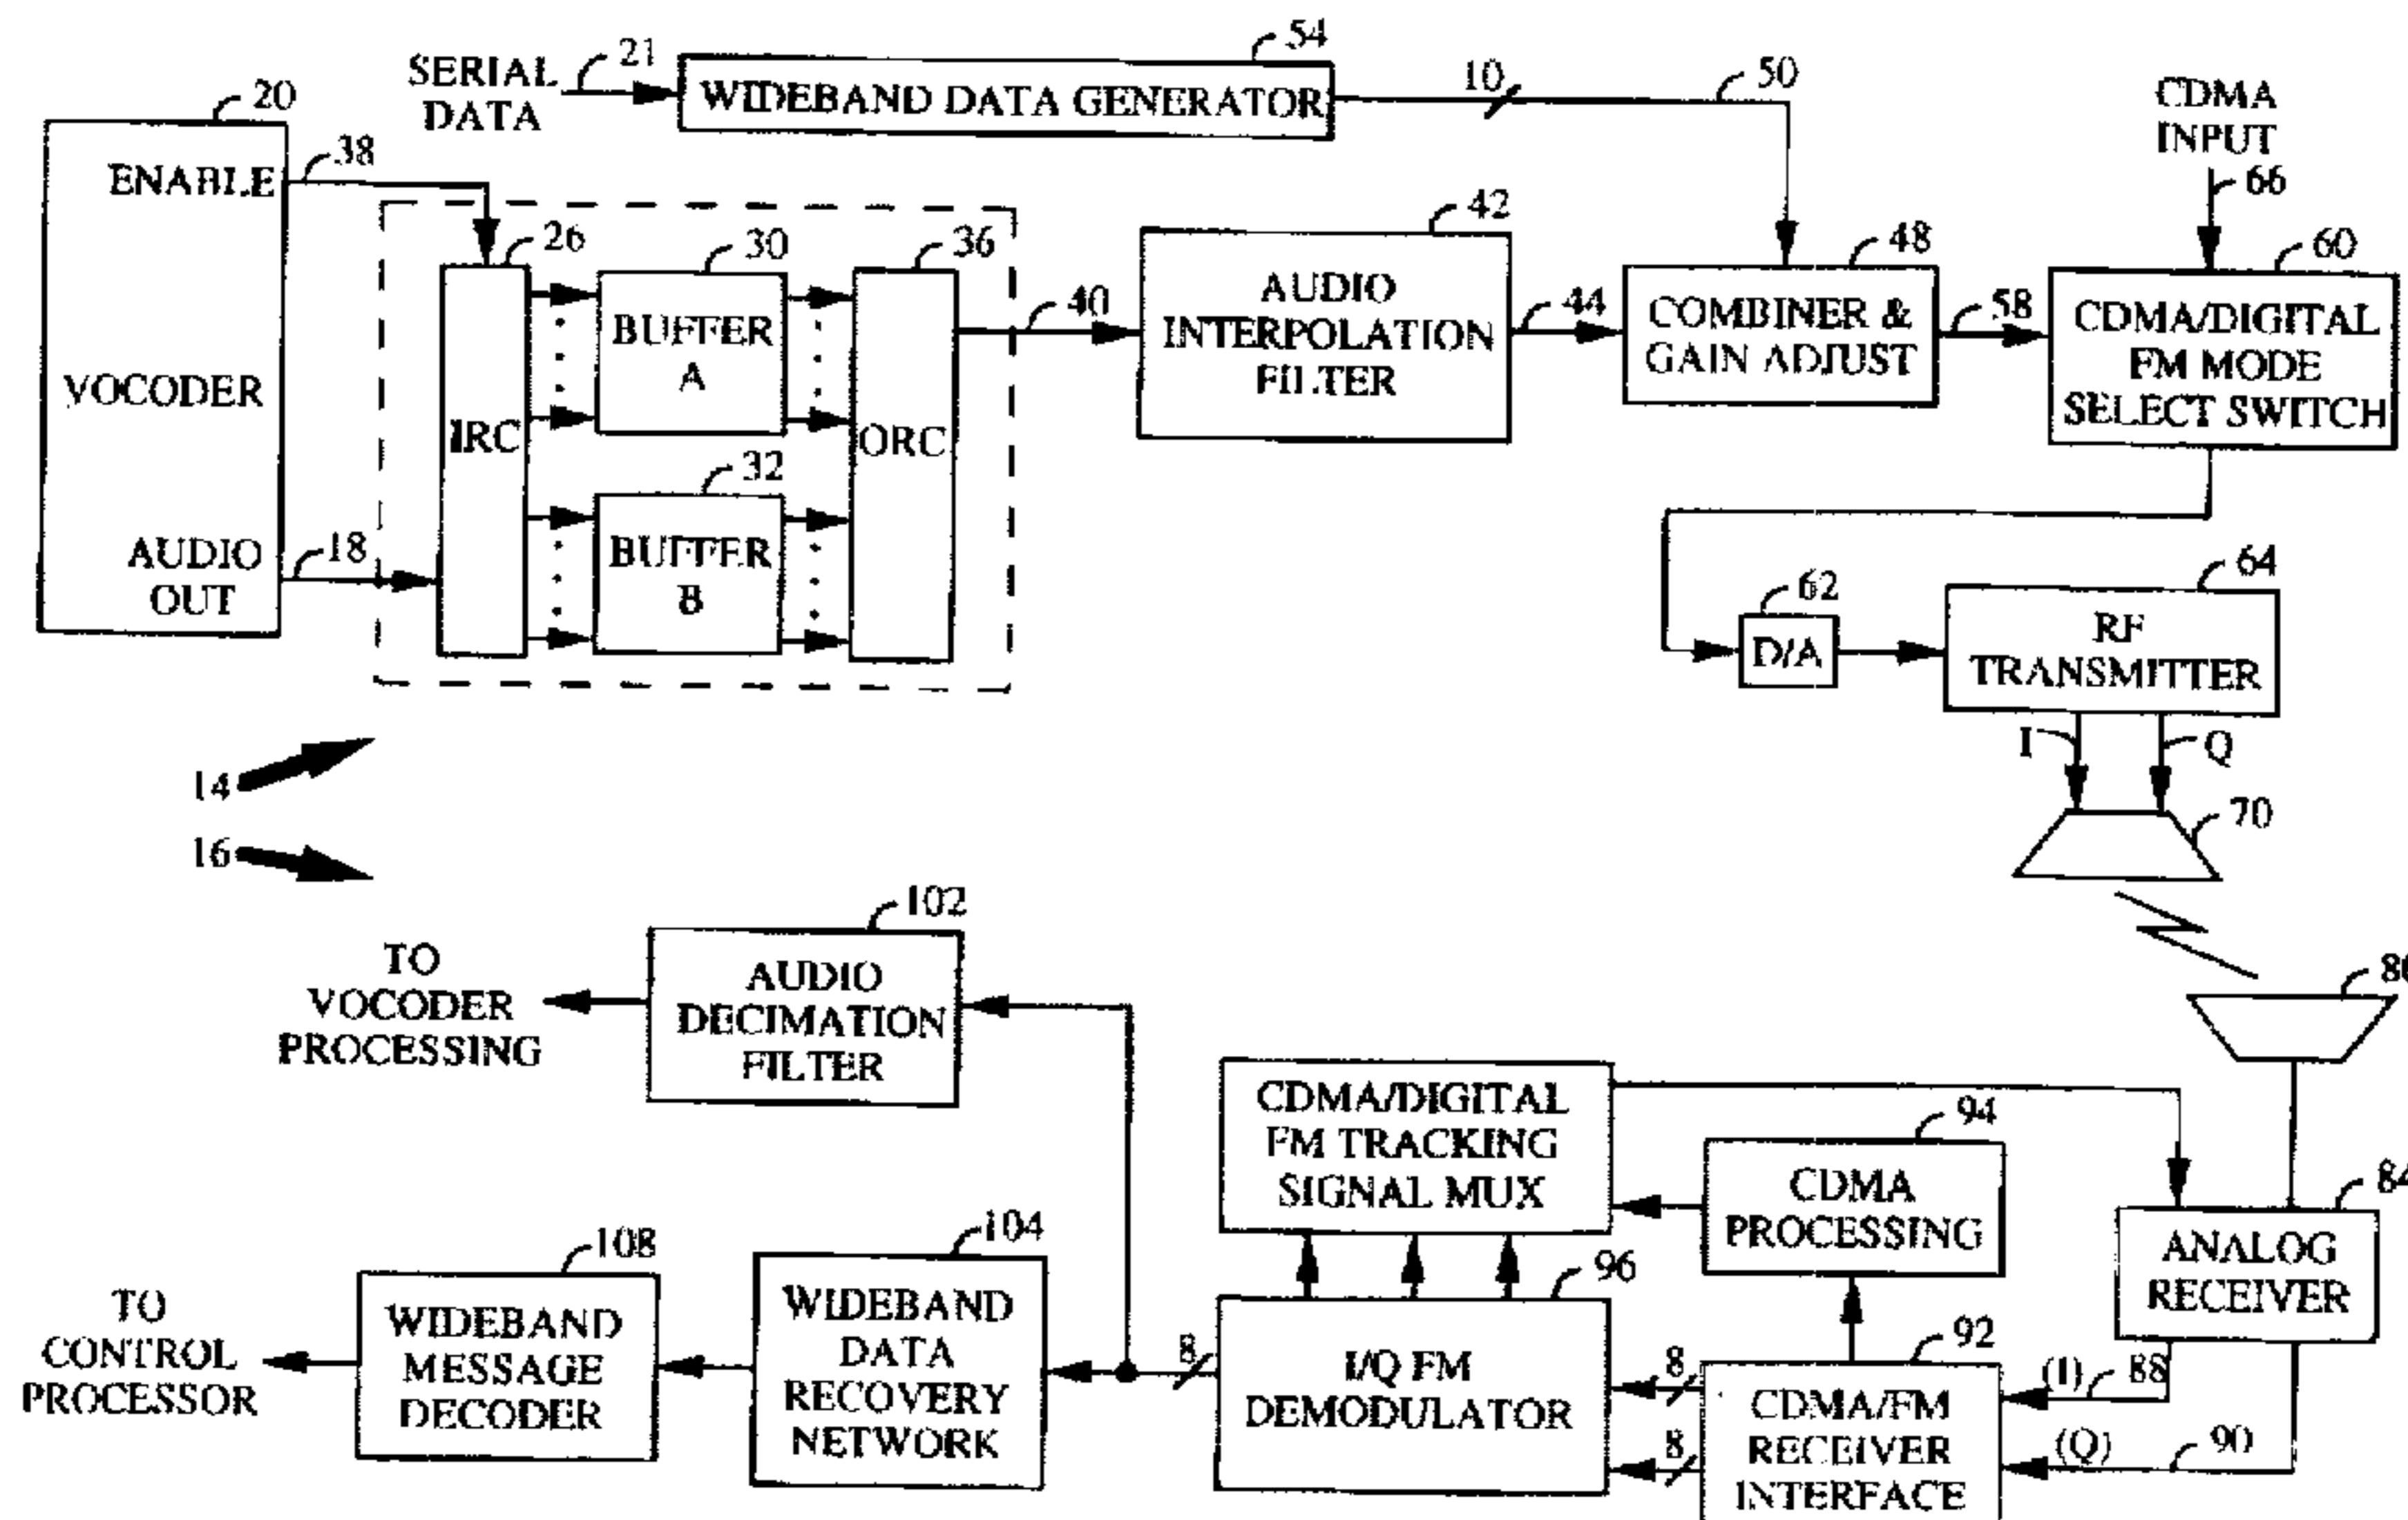 54
SERIAL
DATA
21
WIDEBAND DATA GENERATOR
10
50
CDMA
INPUT
66
20
ENABLE
38
VOCODER
AUDIO
OUT
18
26
IRC
30
BUFFER
A
32
BUFFER
B
36
ORC
40
42
AUDIO
INTERPOLATION
FILTER
44
48
COMBINER &
GAIN ADJUST
58
60
CDMA/DIGITAL
FM MODE
SELECT SWITCH
62
D/A
64
RF
TRANSMITTER
I
Q
70
14
16
102
TO
VOCODER
PROCESSING
AUDIO
DECIMATION
FILTER
CDMA/DIGITAL
FM TRACKING
SIGNAL MUX
94
CDMA
PROCESSING
84
ANALOG
RECEIVER
108
TO
CONTROL
PROCESSOR
WIDEBAND
MESSAGE
DECODER
104
WIDEBAND
DATA
RECOVERY
NETWORK
8
96
I/Q FM
DEMODULATOR
8
8
92
CDMA/FM
RECEIVER
INTERFACE
(I)
88
(Q)
90